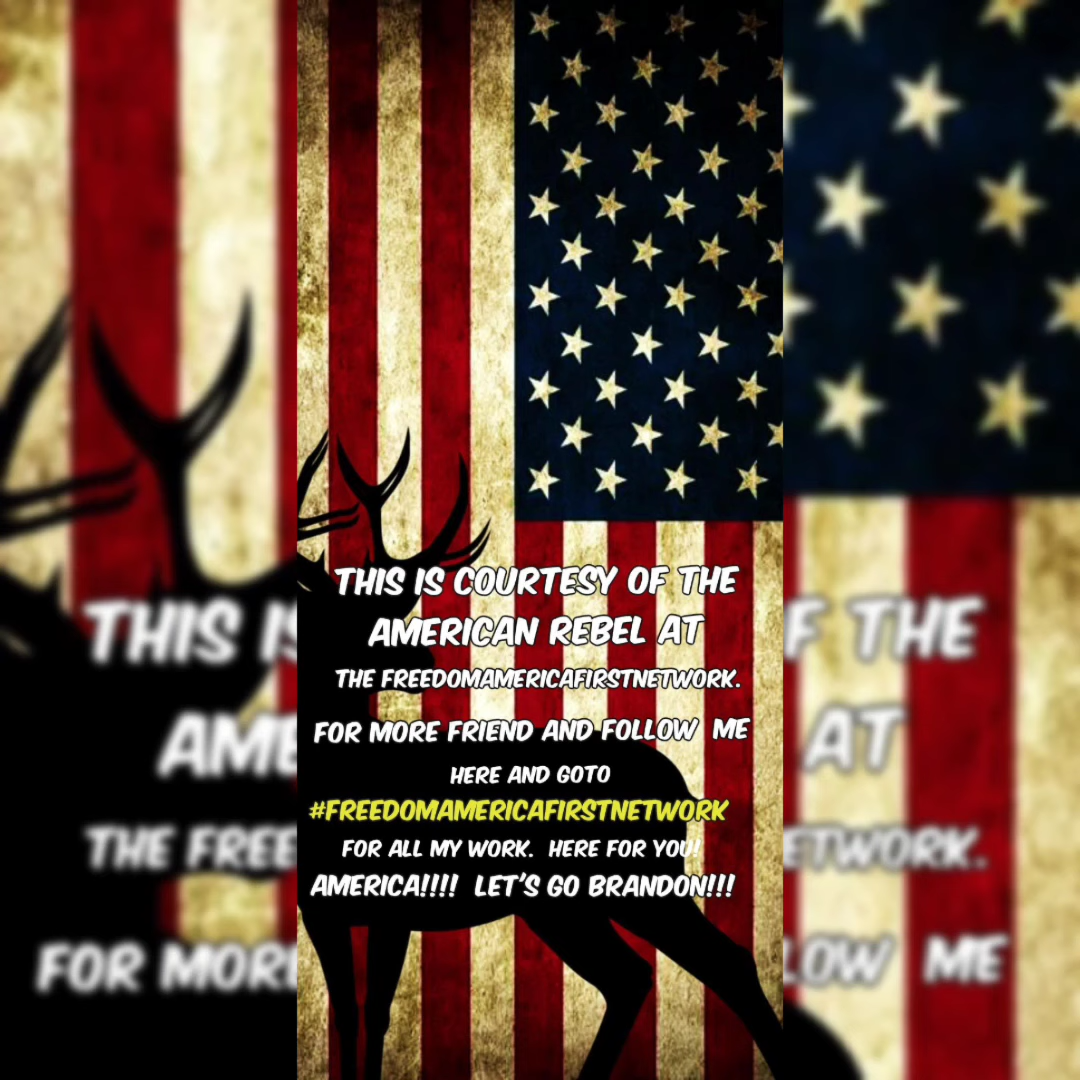 THIS IS COURTESY OF THE
AMERICAN REBEL AT
THE FREEDOMAMERICAFIRSTNETWORK.
FOR MORE FRIEND AND FOLLOW ME
HERE AND GOTO
#FREEDOMAMERICAFIRSTNETWORK
FOR ALL MY WORK. HERE FOR YOU!
AMERICA!!!! LET'S GO BRANDON!!!